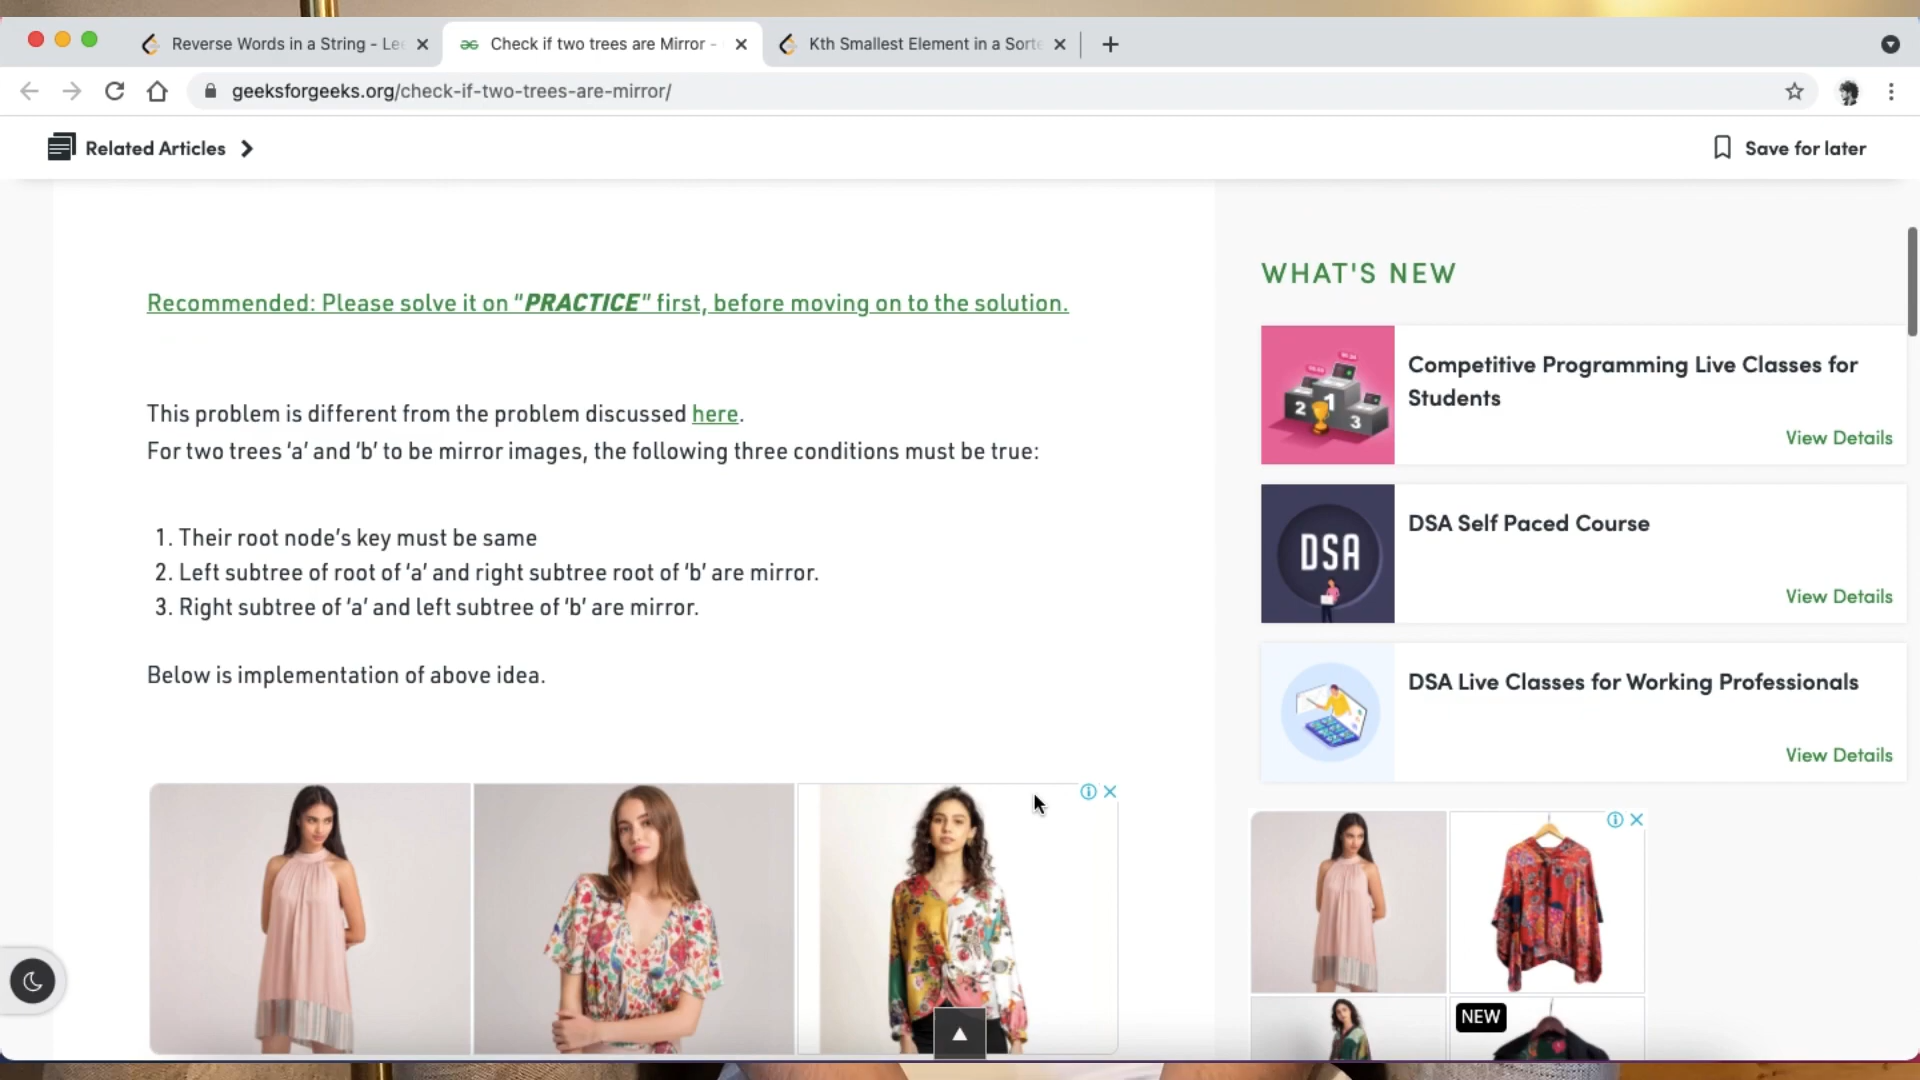 Reverse Words in a String - Le
Check if two trees are Mirror -
Kth Smallest Element in a Sorte
geeksforgeeks.org/check-if-two-trees-are-mirror/
Related Articles
Save for later
Recommended: Please solve it on “PRACTICE” first, before moving on to the solution.
This problem is different from the problem discussed here.
For two trees ‘a’ and ‘b’ to be mirror images, the following three conditions must be true:
1. Their root node’s key must be same
2. Left subtree of root of ‘a’ and right subtree root of ‘b’ are mirror.
3. Right subtree of ‘a’ and left subtree of ‘b’ are mirror.
Below is implementation of above idea.
WHAT'S NEW
2 1 3
Competitive Programming Live Classes for
Students
View Details
DSA
DSA Self Paced Course
View Details
DSA Live Classes for Working Professionals
View Details
NEW